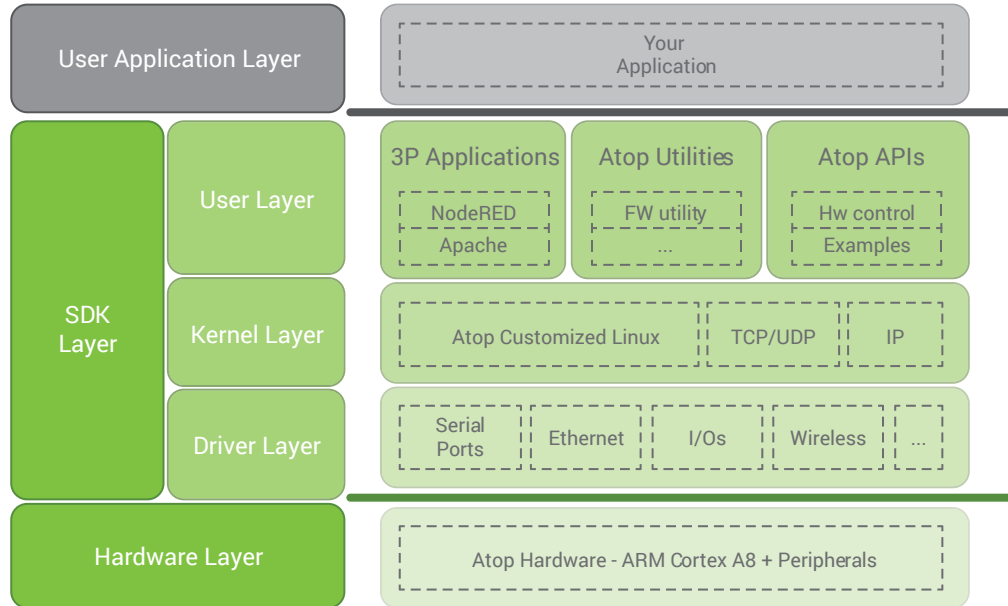 User Application Layer
Your
Application
SDK
Layer
User Layer
3P Applications
NodeRED
Apache
Atop Utilities
FW utility
...
Atop APIs
Hw control
Examples
Kernel Layer
Atop Customized Linux
TCP/UDP
IP
Driver Layer
Serial
Ports
Ethernet
I/Os
Wireless
...
Hardware Layer
Atop Hardware - ARM Cortex A8 + Peripherals